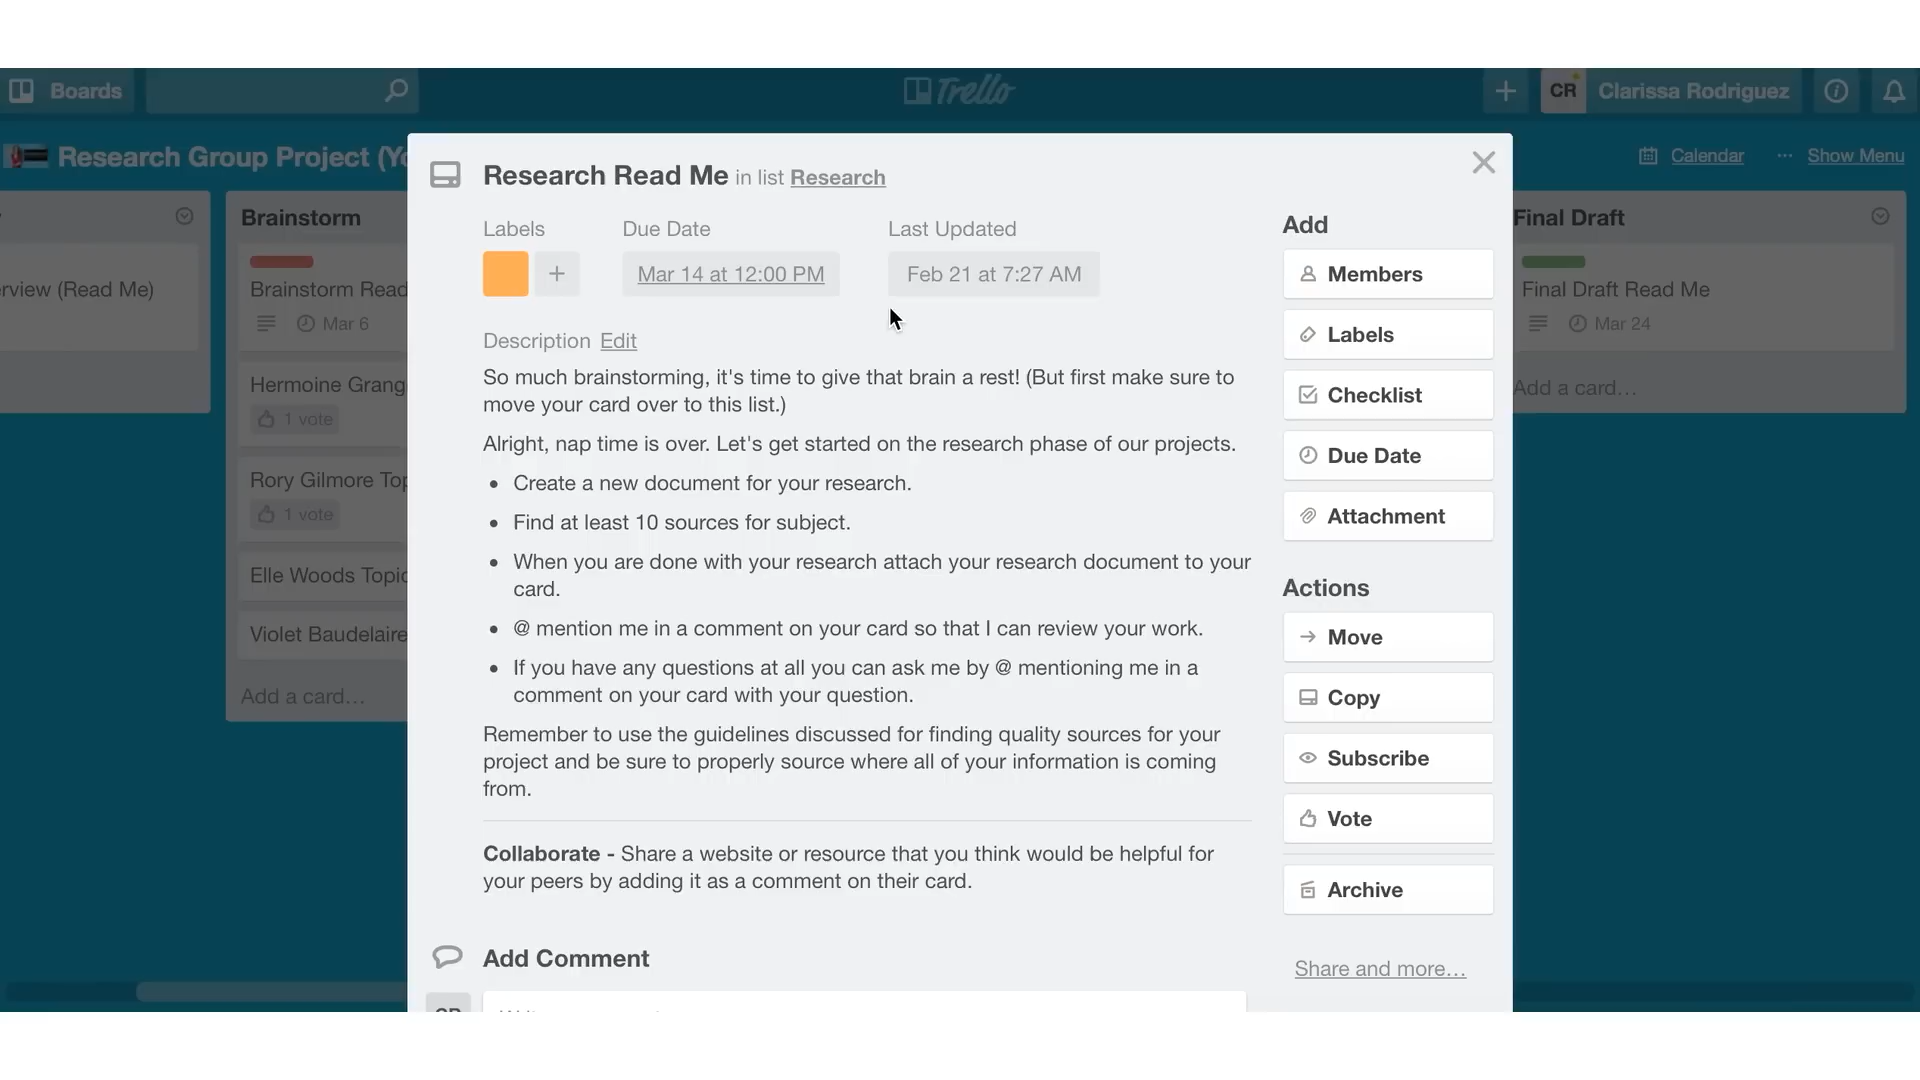 Boards
Trello
CR
Clarissa Rodriguez
Research Group Project
Calendar
Show Menu
(Read Me)
Brainstorm
Brainstorm Read
Mar 6
Hermoine
1 vote
Rory Gilmore
1 vote
Elle Woods
Violet Baudelaire
Add a card…
Research Read Me in list Research
Labels
Due Date
Last Updated
+
Mar 14 at 12:00 PM
Feb 21 at 7:27 AM
Description Edit
So much brainstorming, it's time to give that brain a rest! (But first make sure to
move your card over to this list.)
Alright, nap time is over. Let's get started on the research phase of our projects.
• Create a new document for your research.
• Find at least 10 sources for subject.
• When you are done with your research attach your research document to your
card.
• @ mention me in a comment on your card so that I can review your work.
• If you have any questions at all you can ask me by @ mentioning me in a
comment on your card with your question.
Remember to use the guidelines discussed for finding quality sources for your
project and be sure to properly source where all of your information is coming
from.
Collaborate - Share a website or resource that you think would be helpful for
your peers by adding it as a comment on their card.
Add Comment
Add
Members
Labels
Checklist
Due Date
Attachment
Actions
Move
Copy
Subscribe
Vote
Archive
Share and more…
Final Draft
Final Draft Read Me
Mar 24
Add a card…